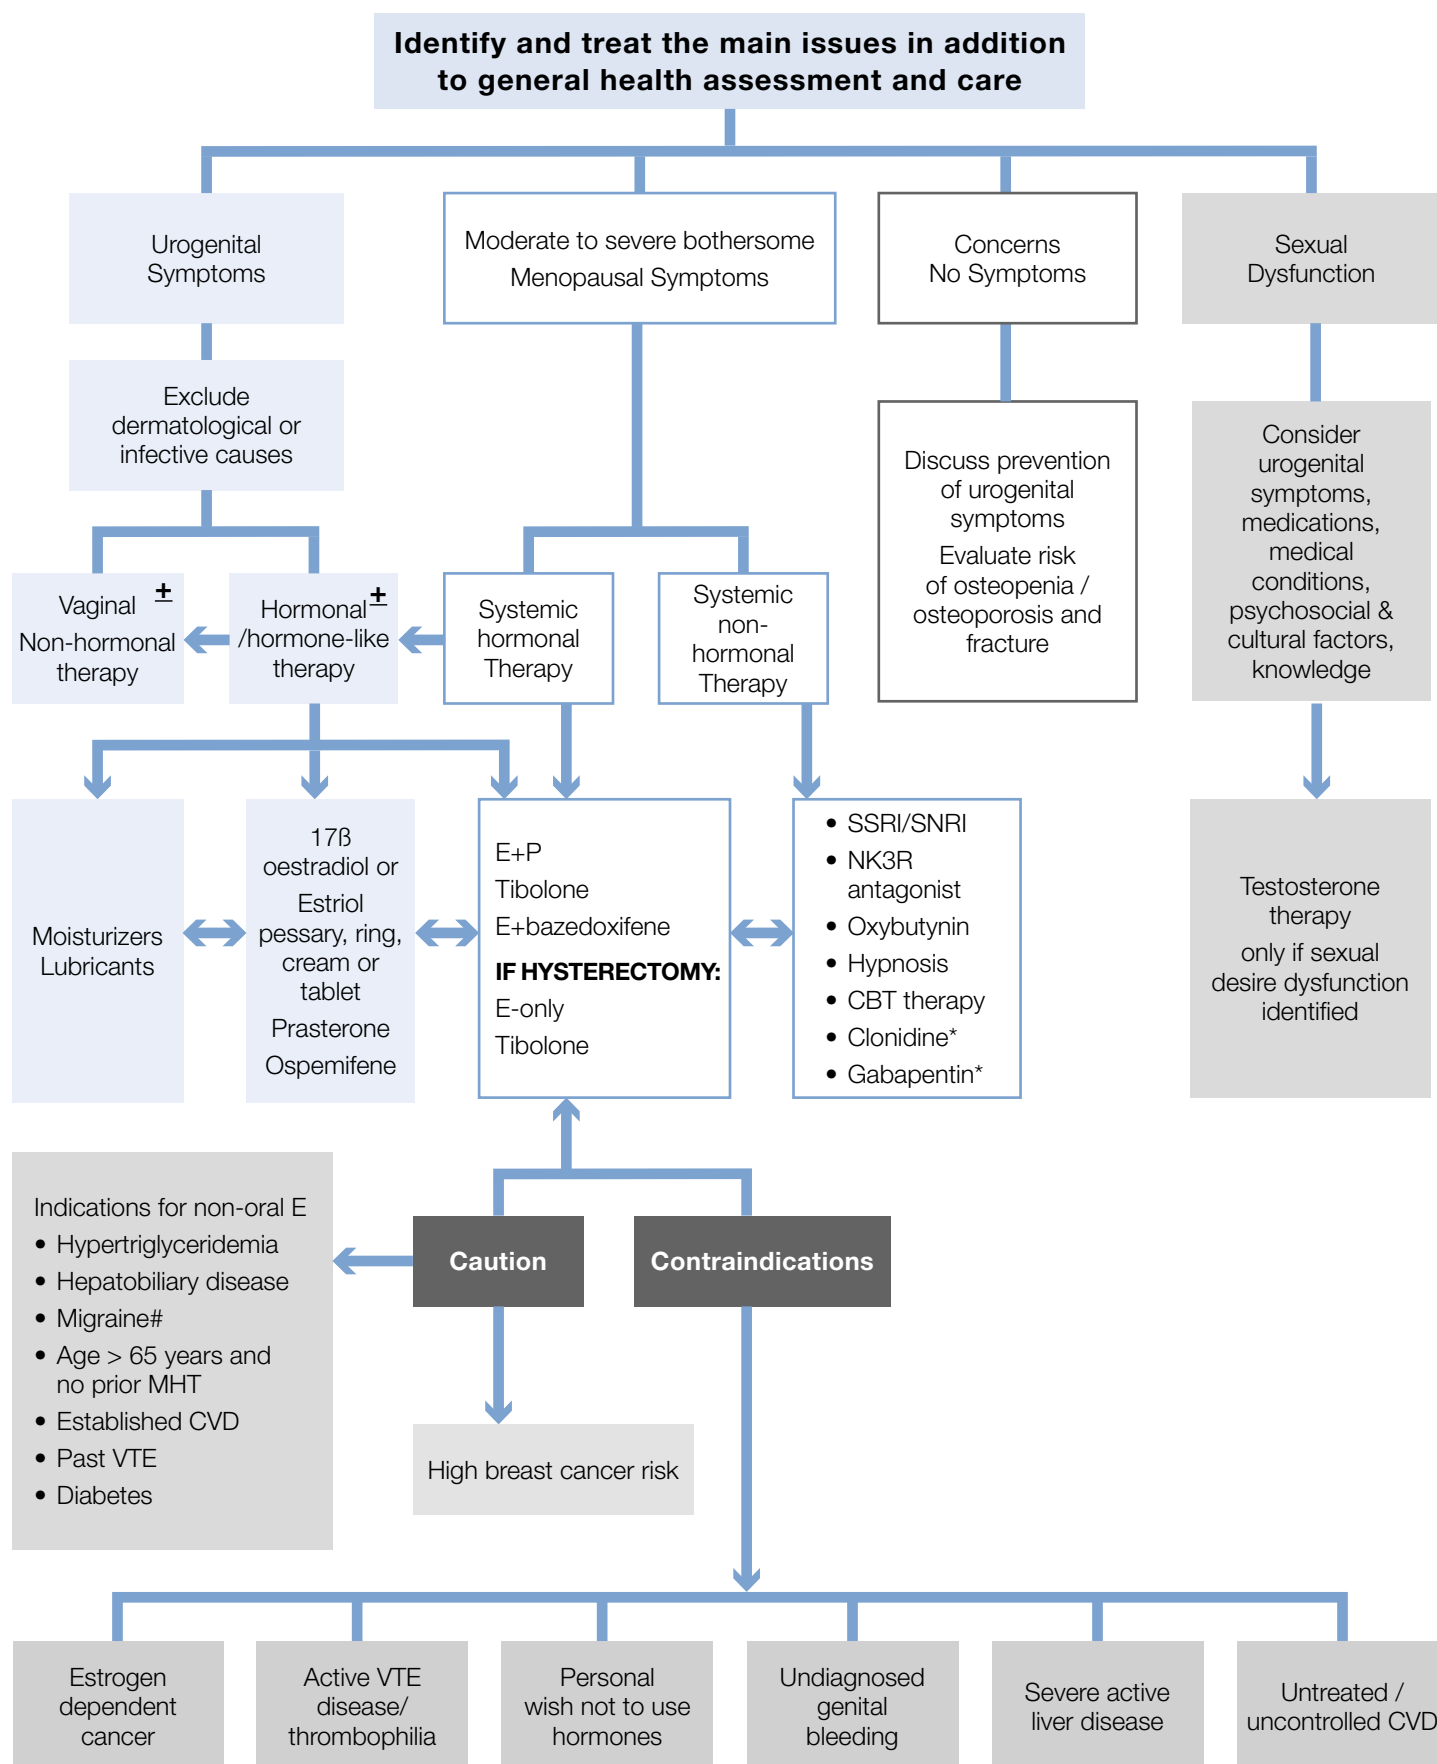 Identify and treat the main issues in addition
to general health assessment and care
Urogenital
Symptoms
Moderate to severe bothersome
Menopausal Symptoms
Concerns
No Symptoms
Sexual
Dysfunction
Exclude
dermatological or
infective causes
Discuss prevention
of urogenital
symptoms
Evaluate risk
of osteopenia /
osteoporosis and
fracture
Consider
urogenital
symptoms,
medications,
medical
conditions,
psychosocial &
cultural factors,
knowledge
Vaginal ±
Non-hormonal
therapy
Hormonal ±
/hormone-like
therapy
Systemic
hormonal
Therapy
Systemic
non-
hormonal
Therapy
Moisturizers
Lubricants
17ß
oestradiol or
Estriol
pessary, ring,
cream or
tablet
Prasterone
Ospemifene
E+P
Tibolone
E+bazedoxifene
IF HYSTERECTOMY:
E-only
Tibolone
• SSRI/SNRI
• NK3R
antagonist
• Oxybutynin
• Hypnosis
• CBT therapy
• Clonidine*
• Gabapentin*
Testosterone
therapy
only if sexual
desire dysfunction
identified
Indications for non-oral E
• Hypertriglyceridemia
• Hepatobiliary disease
• Migraine#
• Age > 65 years and
no prior MHT
• Established CVD
• Past VTE
• Diabetes
Caution
Contraindications
High breast cancer risk
Estrogen
dependent
cancer
Active VTE
disease/
thrombophilia
Personal
wish not to use
hormones
Undiagnosed
genital
bleeding
Severe active
liver disease
Untreated /
uncontrolled CVD